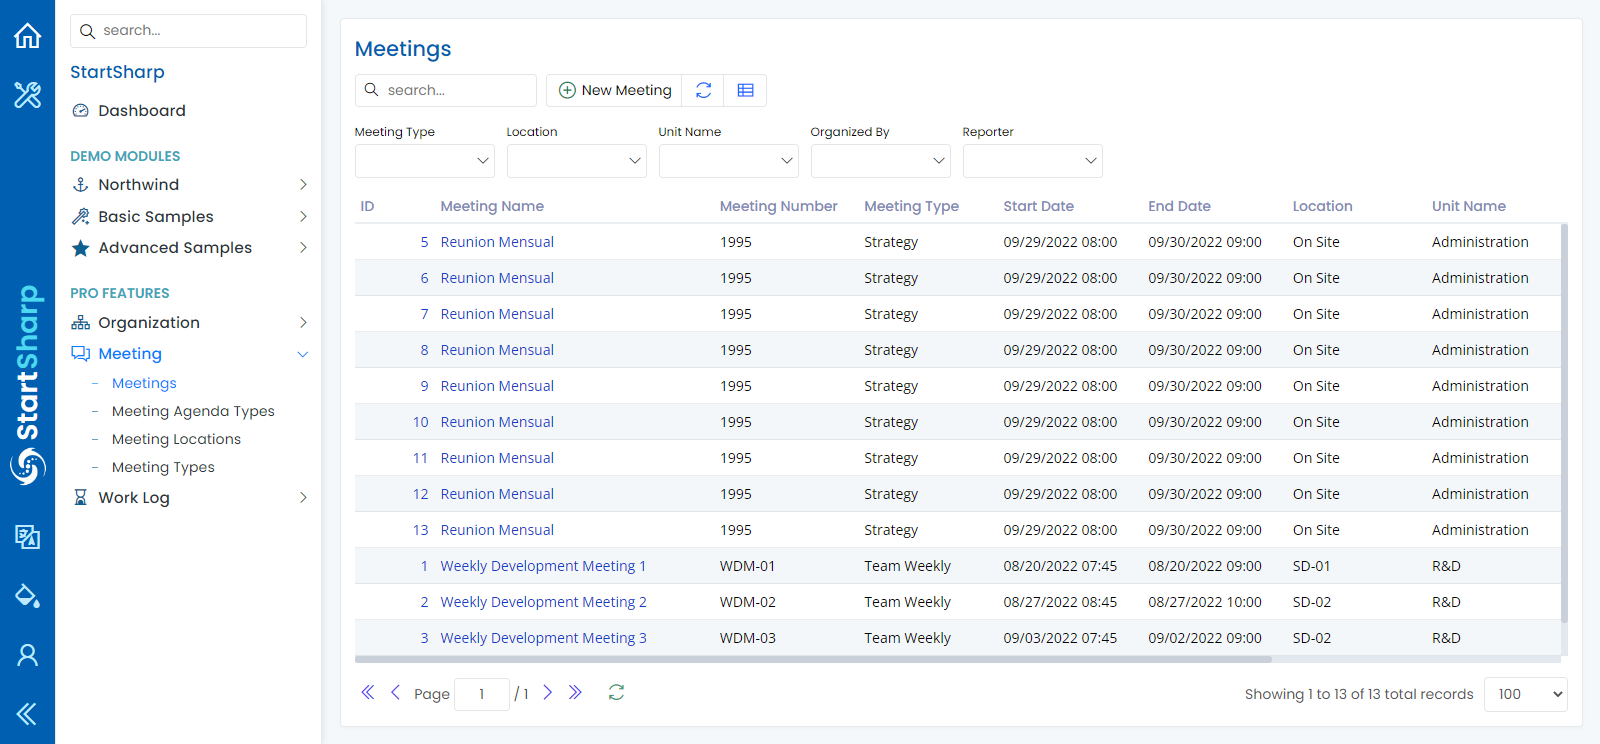 search...
StartSharp
Dashboard
DEMO MODULES
Northwind
Basic Samples
Advanced Samples
PRO FEATURES
Organization
Meeting
- Meetings
- Meeting Agenda Types
- Meeting Locations
- Meeting Types
Work Log
StartSharp
Meetings
search...
New Meeting
Meeting Type Location Unit Name Organized By Reporter
ID Meeting Name Meeting Number Meeting Type Start Date End Date Location Unit Name
5 Reunion Mensual 1995 Strategy 09/29/2022 08:00 09/30/2022 09:00 On Site Administration
6 Reunion Mensual 1995 Strategy 09/29/2022 08:00 09/30/2022 09:00 On Site Administration
7 Reunion Mensual 1995 Strategy 09/29/2022 08:00 09/30/2022 09:00 On Site Administration
8 Reunion Mensual 1995 Strategy 09/29/2022 08:00 09/30/2022 09:00 On Site Administration
9 Reunion Mensual 1995 Strategy 09/29/2022 08:00 09/30/2022 09:00 On Site Administration
10 Reunion Mensual 1995 Strategy 09/29/2022 08:00 09/30/2022 09:00 On Site Administration
11 Reunion Mensual 1995 Strategy 09/29/2022 08:00 09/30/2022 09:00 On Site Administration
12 Reunion Mensual 1995 Strategy 09/29/2022 08:00 09/30/2022 09:00 On Site Administration
13 Reunion Mensual 1995 Strategy 09/29/2022 08:00 09/30/2022 09:00 On Site Administration
1 Weekly Development Meeting 1 WDM-01 Team Weekly 08/20/2022 07:45 08/20/2022 09:00 SD-01 R&D
2 Weekly Development Meeting 2 WDM-02 Team Weekly 08/27/2022 08:45 08/27/2022 10:00 SD-02 R&D
3 Weekly Development Meeting 3 WDM-03 Team Weekly 09/03/2022 07:45 09/02/2022 09:00 SD-02 R&D
Page 1 / 1
Showing 1 to 13 of 13 total records 100